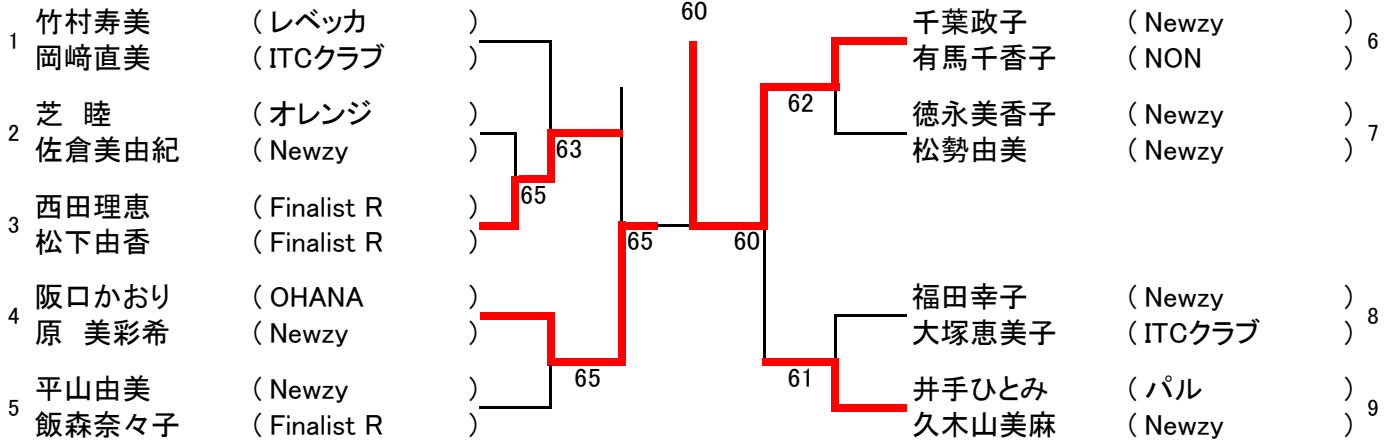 60
1
竹村寿美 ( レベッカ )
岡﨑直美 ( ITCクラブ )
2
芝 睦 ( オレンジ )
佐倉美由紀 ( Newzy )
3
西田理恵 ( Finalist R )
松下由香 ( Finalist R )
4
阪口かおり ( OHANA )
原 美彩希 ( Newzy )
5
平山由美 ( Newzy )
飯森奈々子 ( Finalist R )
63
65
65
65
62
60
61
千葉政子 ( Newzy )
有馬千香子 ( NON )
6
徳永美香子 ( Newzy )
松勢由美 ( Newzy )
7
福田幸子 ( Newzy )
大塚恵美子 ( ITCクラブ )
8
井手ひとみ ( パル )
久木山美麻 ( Newzy )
9